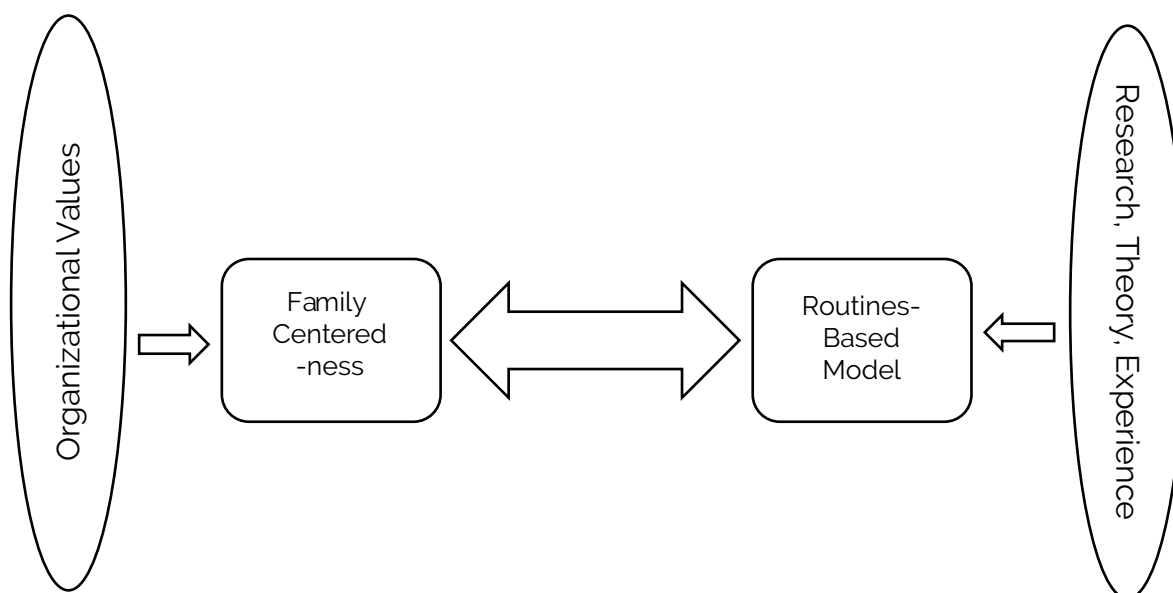 Organizational Values
Family
Centered
-ness
Routines-
Based
Model
Research, Theory, Experience